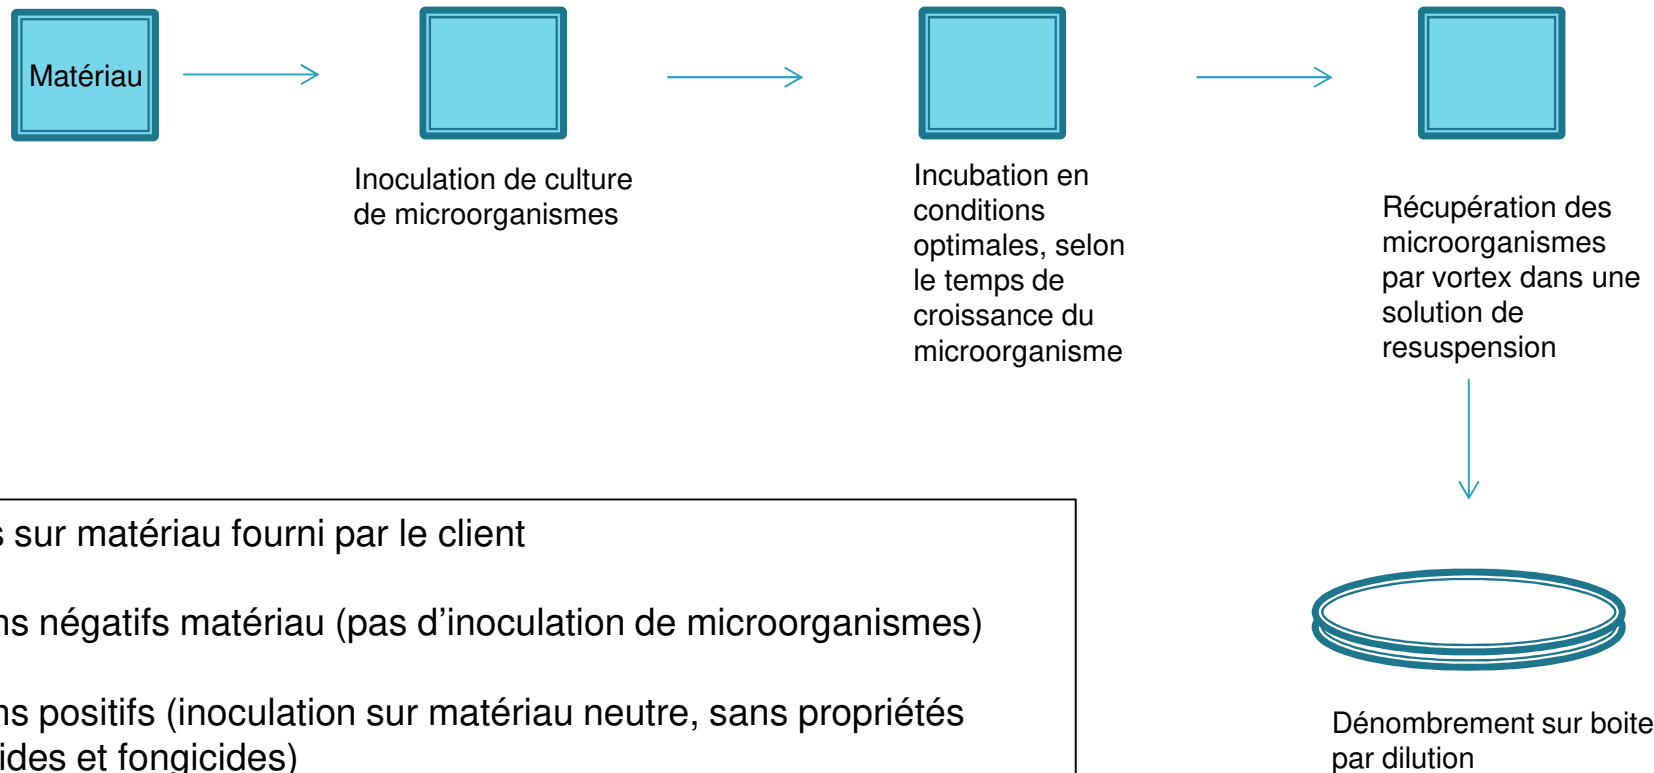 Matériau
Inoculation de culture
de microorganismes
Incubation en
conditions
optimales, selon
le temps de
croissance du
microorganisme
Récupération des
microorganismes
par vortex dans une
solution de
resuspension
sur matériau fourni par le client
négatifs matériau (pas d'inoculation de microorganismes)
positifs (inoculation sur matériau neutre, sans propriétés
et fongicides)
Dénombrement sur boite
par dilution